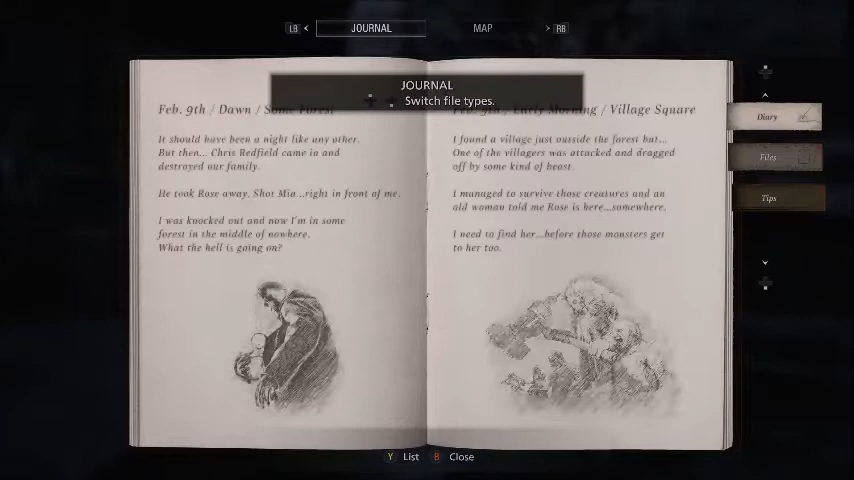 LB
JOURNAL
MAP
RB
JOURNAL
Switch file types.
Feb. 9th / Dawn / Some Forest
It should have been a night like any other.
But then... Chris Redfield came in and
destroyed our family.
He took Rose away. Shot Mia...right in front of me.
I was knocked out and now I'm in some
forest in the middle of nowhere.
What the hell is going on?
Feb. 9th / Early Morning / Village Square
I found a village just outside the forest but...
One of the villagers was attacked and dragged
off by some kind of beast.
I managed to survive those creatures and an
old woman told me Rose is here...somewhere.
I need to find her...before those monsters get
to her too.
Diary
Files
Tips
Y List B Close